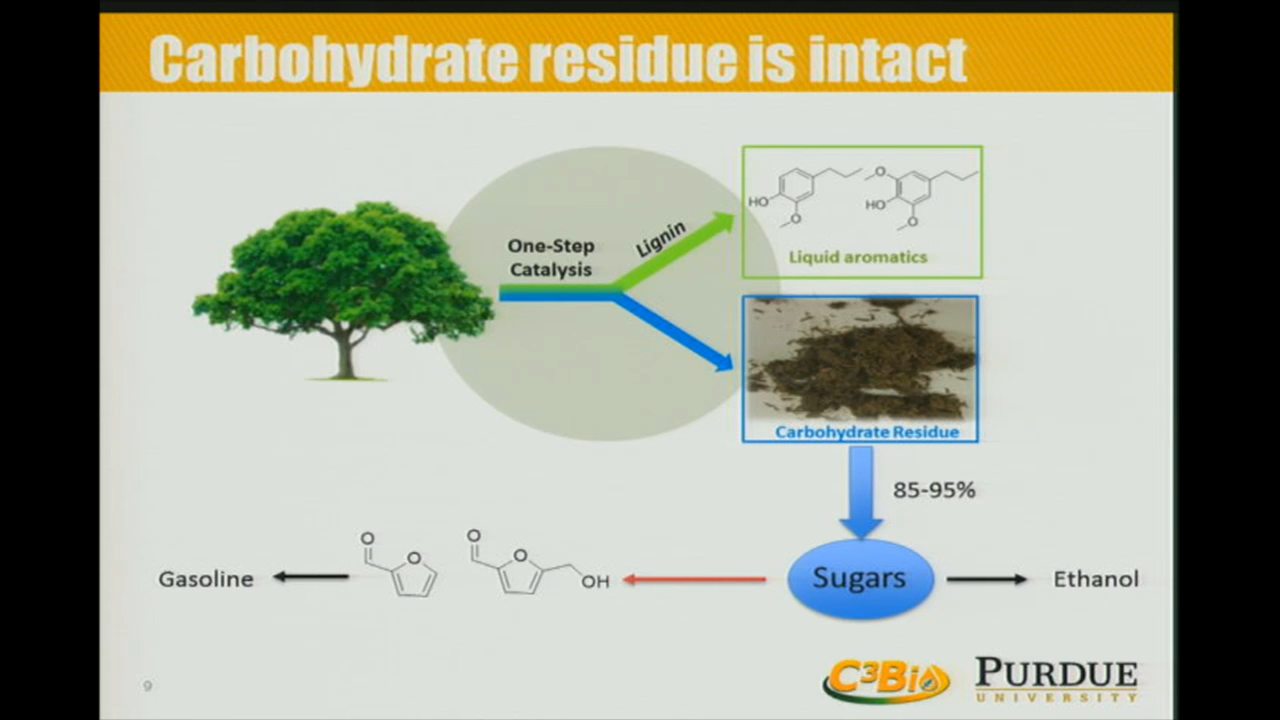 Carbohydrate residue is intact
One-Step
Catalysis
Lignin
HO
O
O
HO
O
Liquid aromatics
Carbohydrate Residue
85-95%
Gasoline
O
O
O
O
OH
Sugars
Ethanol
9
C3Bio
PURDUE
UNIVERSITY